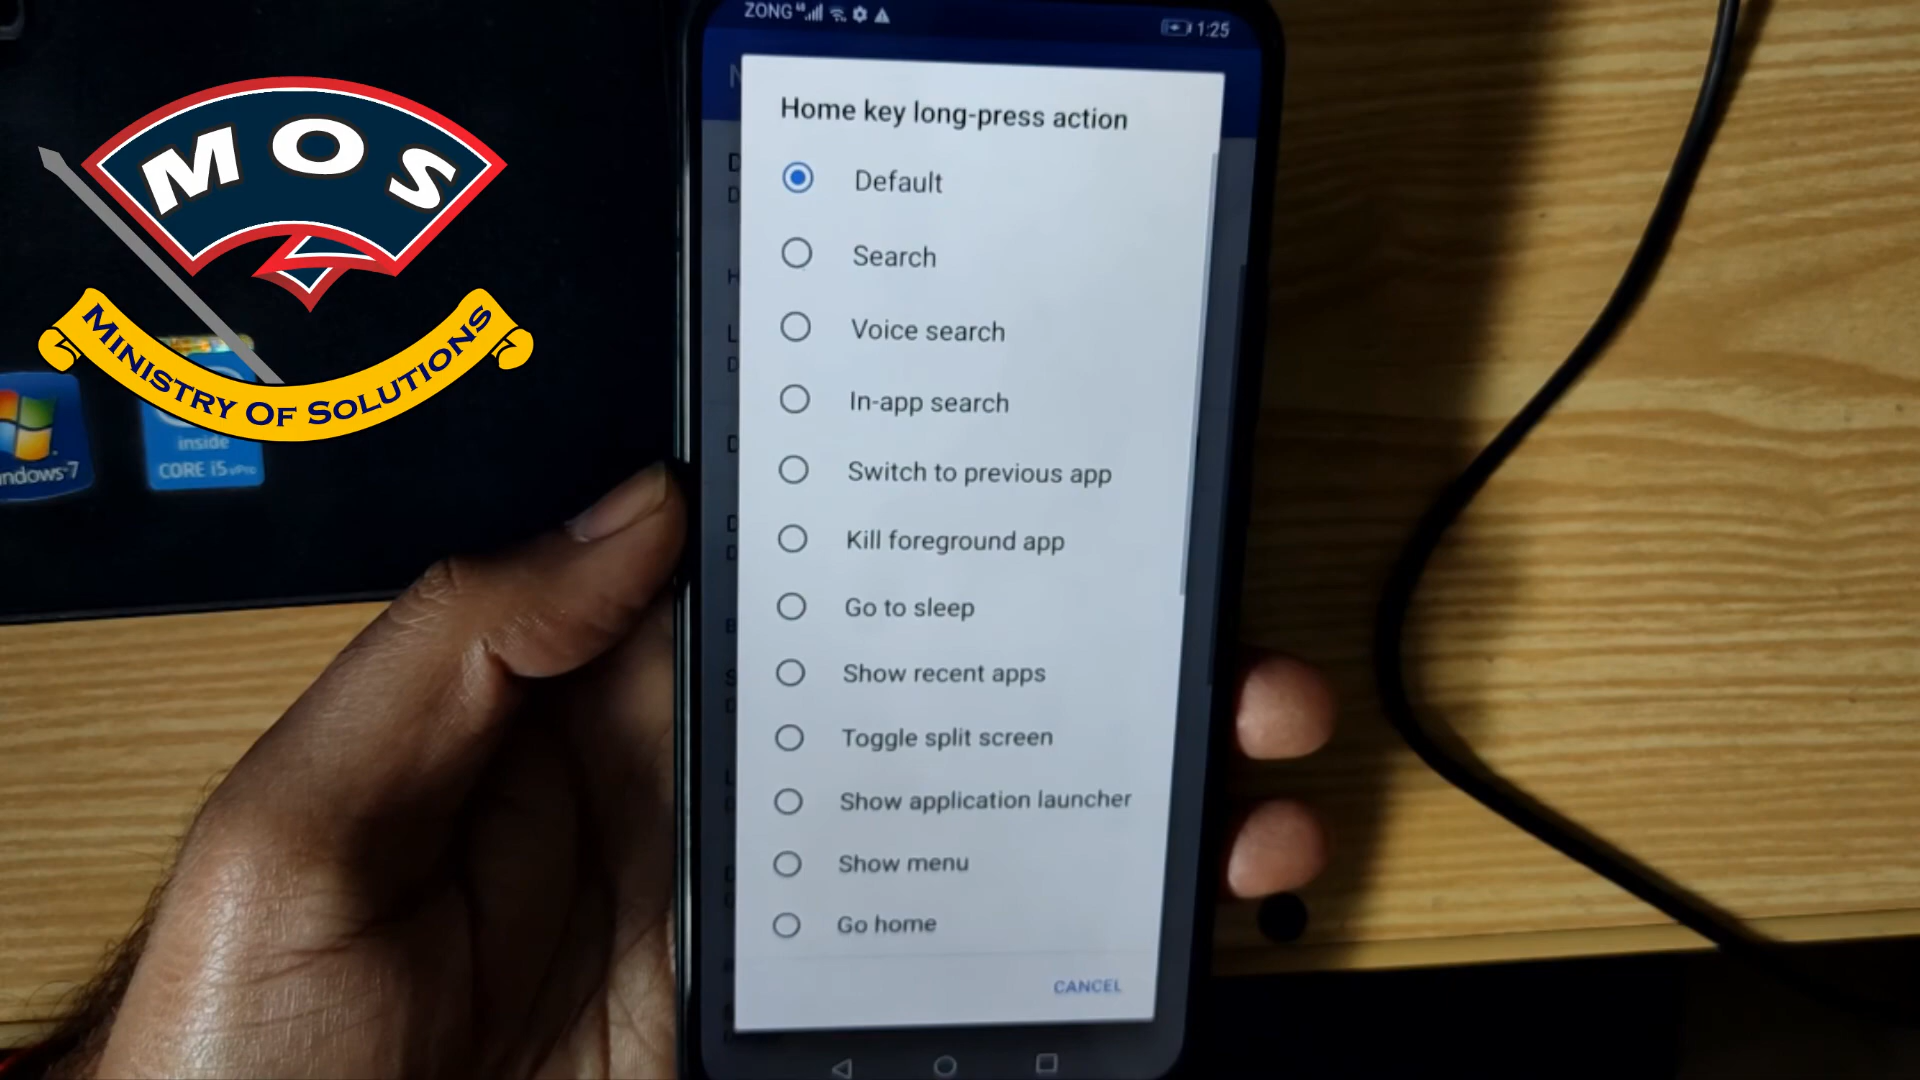 ZONG
1:25
Home key long-press action
Default
Search
Voice search
In-app search
Switch to previous app
Kill foreground app
Go to sleep
Show recent apps
Toggle split screen
Show application launcher
Show menu
Go home
CANCEL
MOS
MINISTRY OF SOLUTIONS
ndows 7
inside
CORE i5 vPro